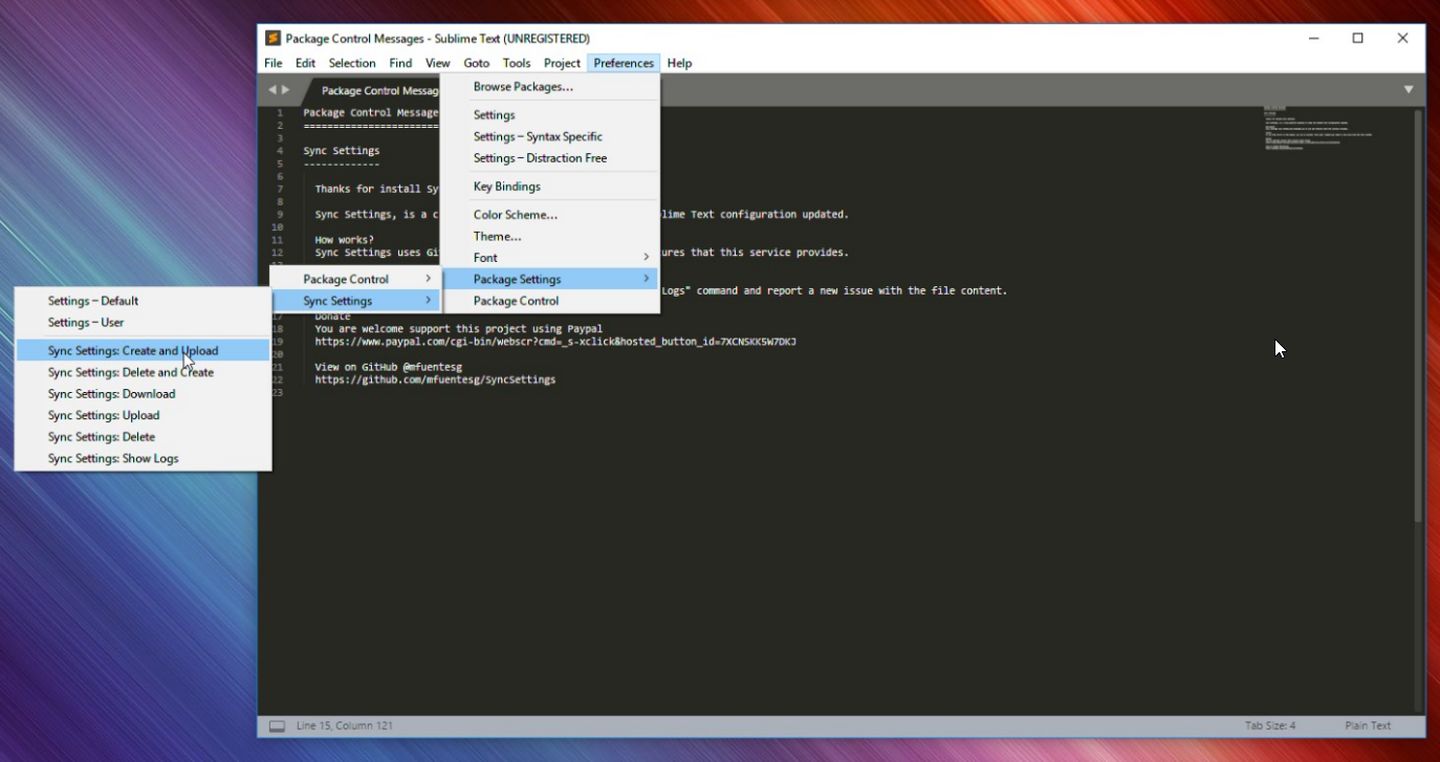 Package Control Messages - Sublime Text (UNREGISTERED)
File Edit Selection Find View Goto Tools Project Preferences Help
Package Control Messag
Browse Packages...
Settings
Settings – Syntax Specific
Settings – Distraction Free
Key Bindings
Color Scheme...
Theme...
Font
Package Settings
Package Control
Package Control
Sync Settings
Settings – Default
Settings – User
Sync Settings: Create and Upload
Sync Settings: Delete and Create
Sync Settings: Download
Sync Settings: Upload
Sync Settings: Delete
Sync Settings: Show Logs
1 Package Control Message
2 =======================
3
4 Sync Settings
5 -------------
6
7 Thanks for install Sy
8
9 Sync Settings, is a c lime Text configuration updated.
10
11 How works?
12 Sync Settings uses Gi ures that this service provides.
Logs" command and report a new issue with the file content.
17 Donate
18 You are welcome support this project using Paypal
19 https://www.paypal.com/cgi-bin/webscr?cmd=_s-xclick&hosted_button_id=7XCNSKK5W7DKJ
20
21 View on GitHub @mfuentesg
22 https://github.com/mfuentesg/SyncSettings
23
Line 15, Column 121
Tab Size: 4
Plain Text